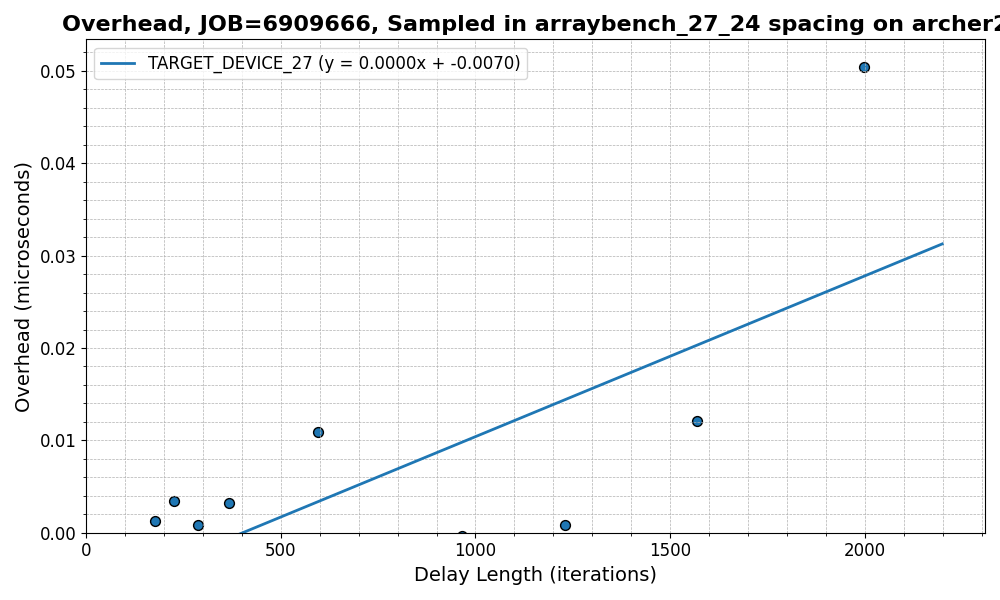 Overhead, JOB=6909666, Sampled in arraybench_27_24 spacing on archer2
TARGET_DEVICE_27 (y = 0.0000x + -0.0070)
Overhead (microseconds)
0.05
0.04
0.03
0.02
0.01
0.00
0 500 1000 1500 2000
Delay Length (iterations)